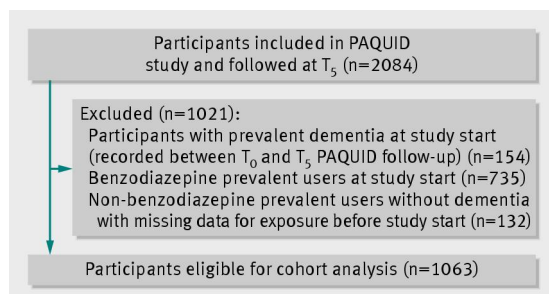 Participants included in PAQUID
study and followed at T5 (n=2084)
Excluded (n=1021):
Participants with prevalent dementia at study start
(recorded between T0 and T5 PAQUID follow-up) (n=154)
Benzodiazepine prevalent users at study start (n=735)
Non-benzodiazepine prevalent users without dementia
with missing data for exposure before study start (n=132)
Participants eligible for cohort analysis (n=1063)